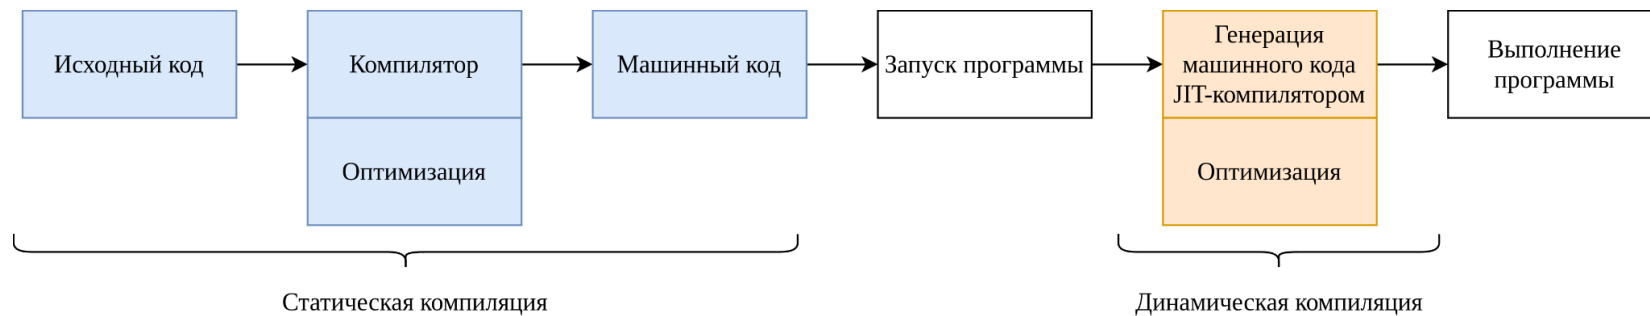 Исходный код
Компилятор
Машинный код
Запуск программы
Генерация
машинного кода
JIT-компилятором
Выполнение
программы
Оптимизация
Оптимизация
Статическая компиляция
Динамическая компиляция